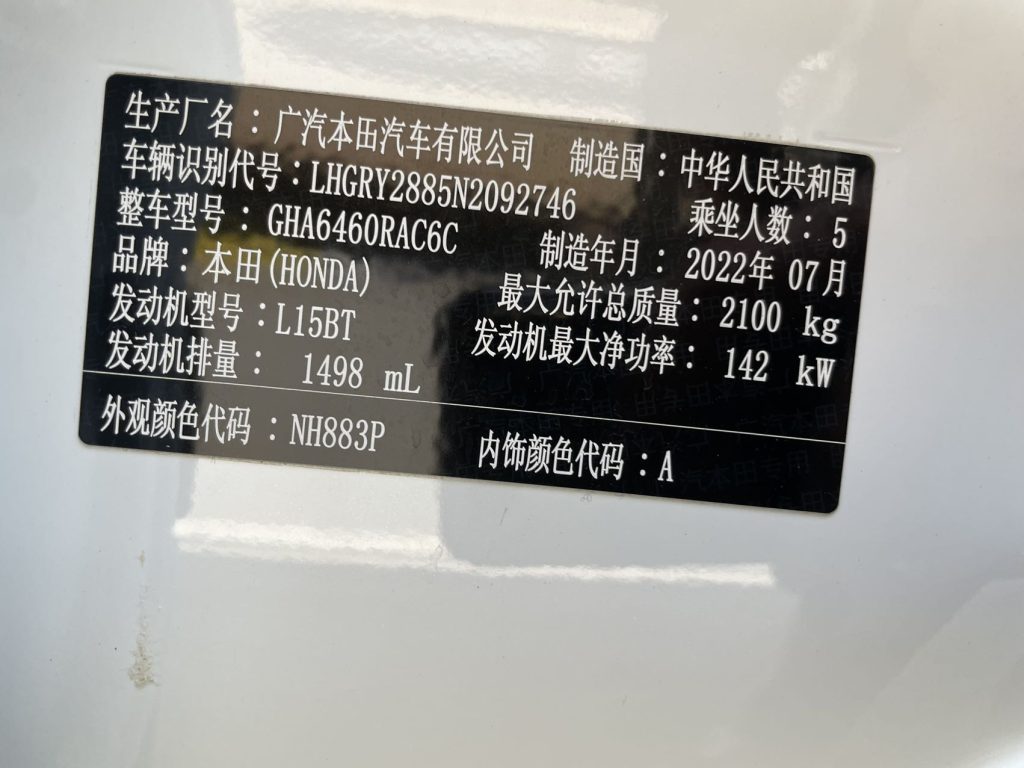 生产厂名：广汽本田汽车有限公司 制造国：中华人民共和国
车辆识别代号：LHGRY2885N2092746 乘坐人数：5
整车型号：GHA6460RAC6C 制造年月：2022年 07月
品牌：本田(HONDA) 最大允许总质量：2100 kg
发动机型号：L15BT 发动机最大净功率：142 kW
发动机排量：1498 mL
外观颜色代码：NH883P 内饰颜色代码：A